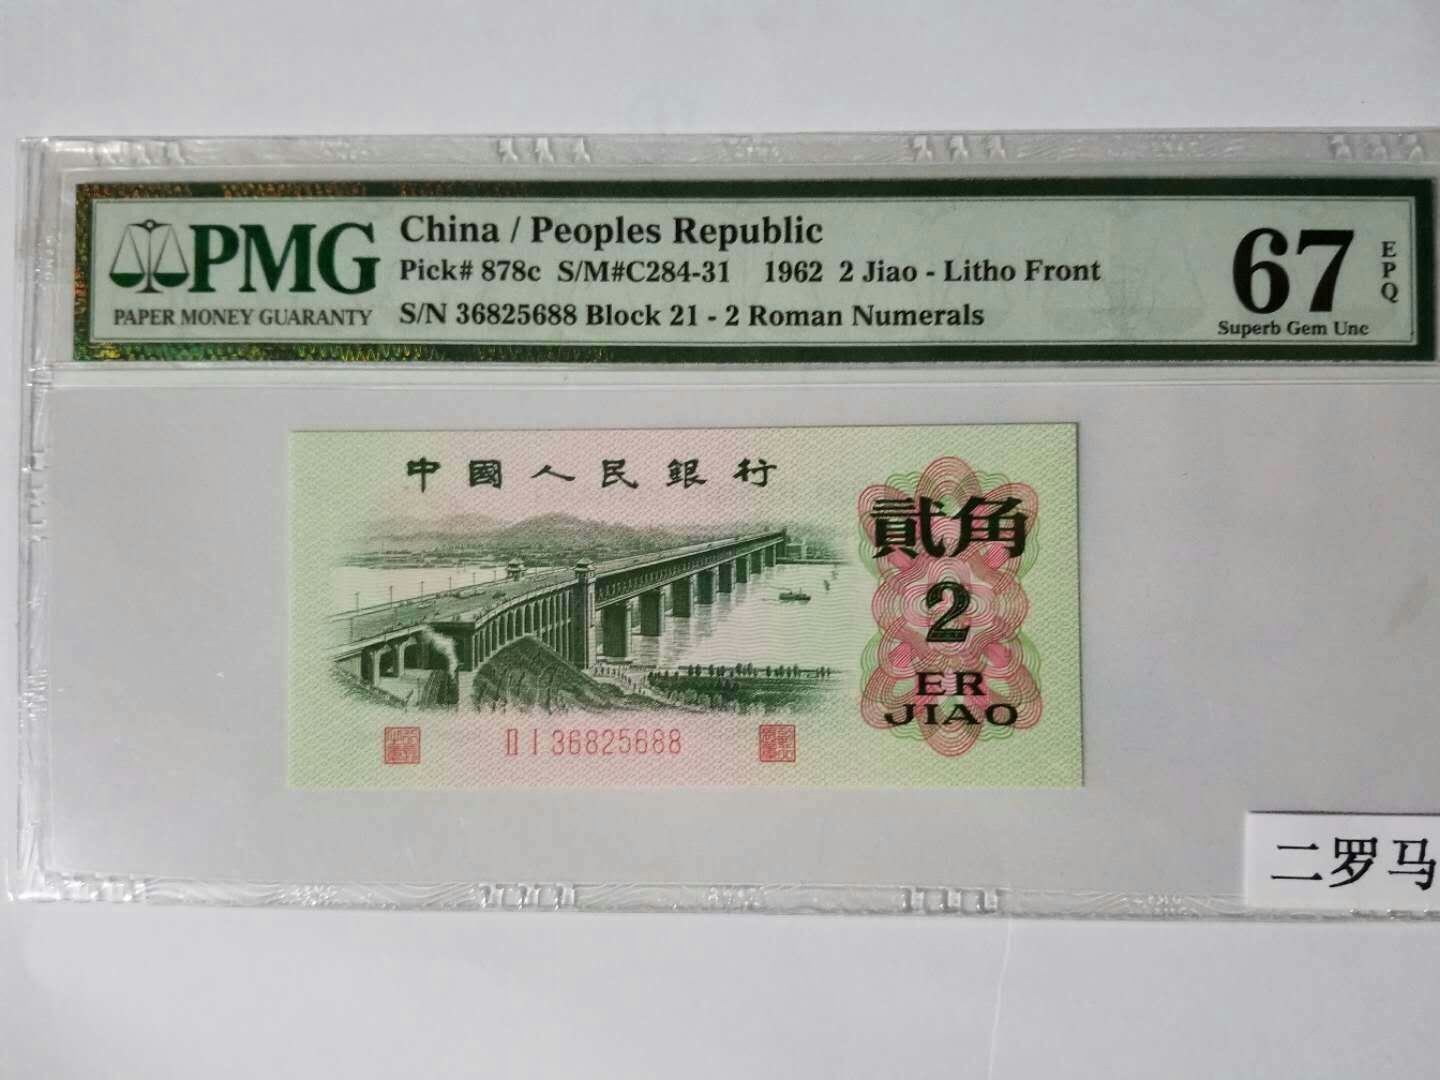 PMG
PAPER MONEY GUARANTY
China / Peoples Republic
Pick# 878c S/M#C284-31 1962 2 Jiao - Litho Front
S/N 36825688 Block 21 - 2 Roman Numerals
67
EPQ
Superb Gem Unc
中國人民銀行
貳角
2
ER
JIAO
II I 36825688
二罗马